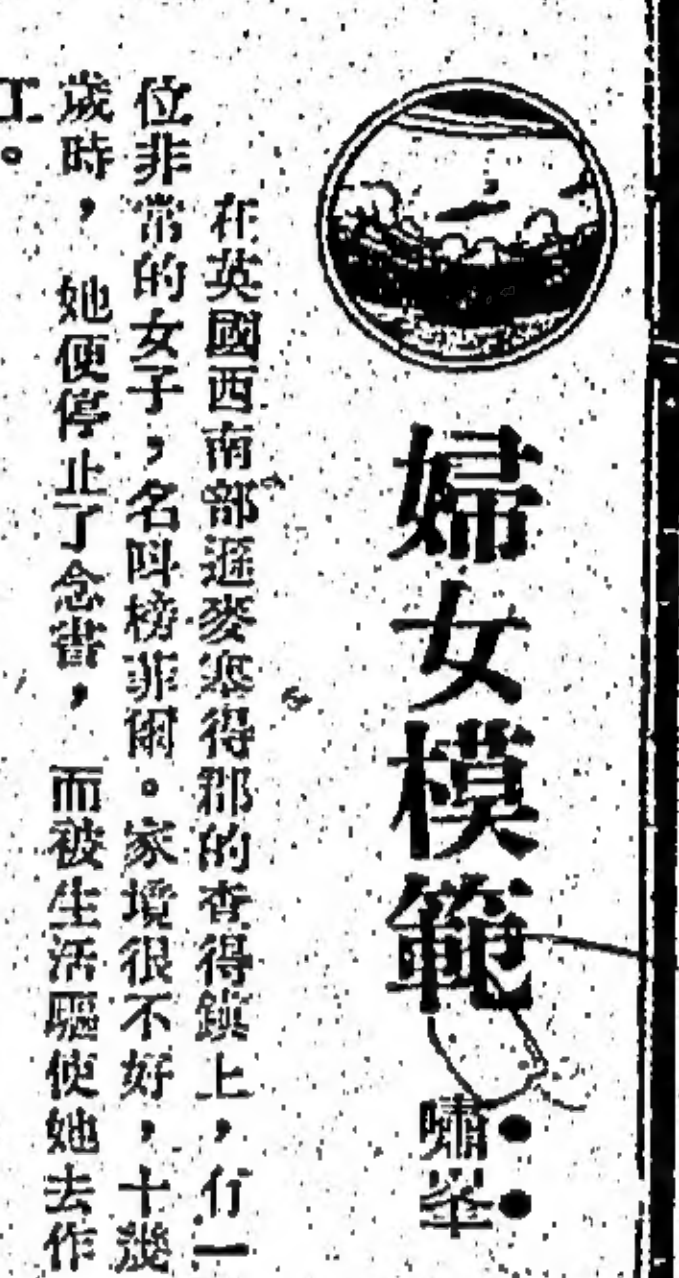 婦女模範
嘯峯
在英國西南部遜麥塞得郡的查得鎮上，有一
位非常的女子，名叫榜菲爾。家境很不好，十幾
歲時，她便停止了念書，而被生活驅使她去作
工。